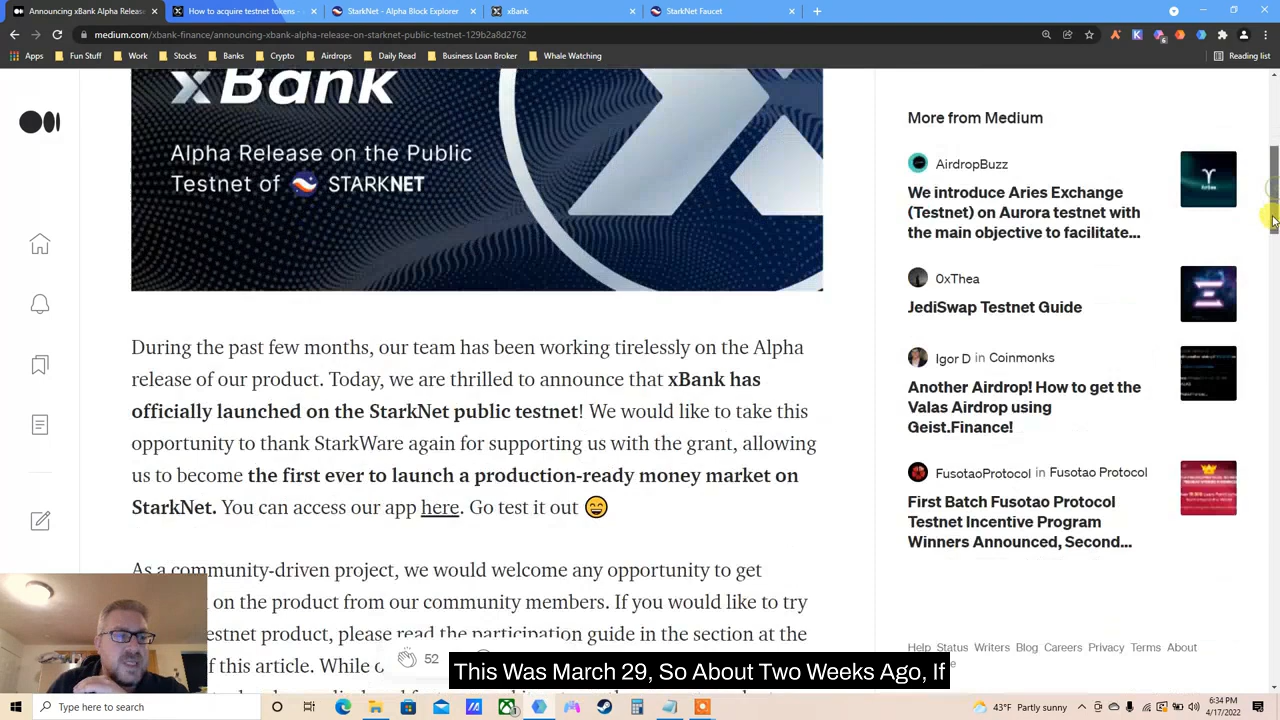 Announcing xBank Alpha Release
How to acquire testnet tokens -
StarkNet - Alpha Block Explorer
xBank
StarkNet Faucet
medium.com/xbank-finance/announcing-xbank-alpha-release-on-starknet-public-testnet-129b2a8d2762
Apps
Fun Stuff
Work
Stocks
Banks
Crypto
Airdrops
Daily Read
Business Loan Broker
Whale Watching
Reading list
xBank
Alpha Release on the Public
Testnet of STARKNET
During the past few months, our team has been working tirelessly on the Alpha
release of our product. Today, we are thrilled to announce that xBank has
officially launched on the StarkNet public testnet! We would like to take this
opportunity to thank StarkWare again for supporting us with the grant, allowing
us to become the first ever to launch a production-ready money market on
StarkNet. You can access our app here. Go test it out
As a community-driven project, we would welcome any opportunity to get
on the product from our community members. If you would like to try
testnet product, please read the participation guide in the section at the
of this article. While
52
More from Medium
AirdropBuzz
We introduce Aries Exchange
(Testnet) on Aurora testnet with
the main objective to facilitate...
0xThea
JediSwap Testnet Guide
Igor D in Coinmonks
Another Airdrop! How to get the
Valas Airdrop using
Geist.Finance!
FusotaoProtocol in Fusotao Protocol
First Batch Fusotao Protocol
Testnet Incentive Program
Winners Announced, Second...
Help Status Writers Blog Careers Privacy Terms About
This Was March 29, So About Two Weeks Ago, If
Type here to search
43°F Partly sunny
6:34 PM
4/17/2022